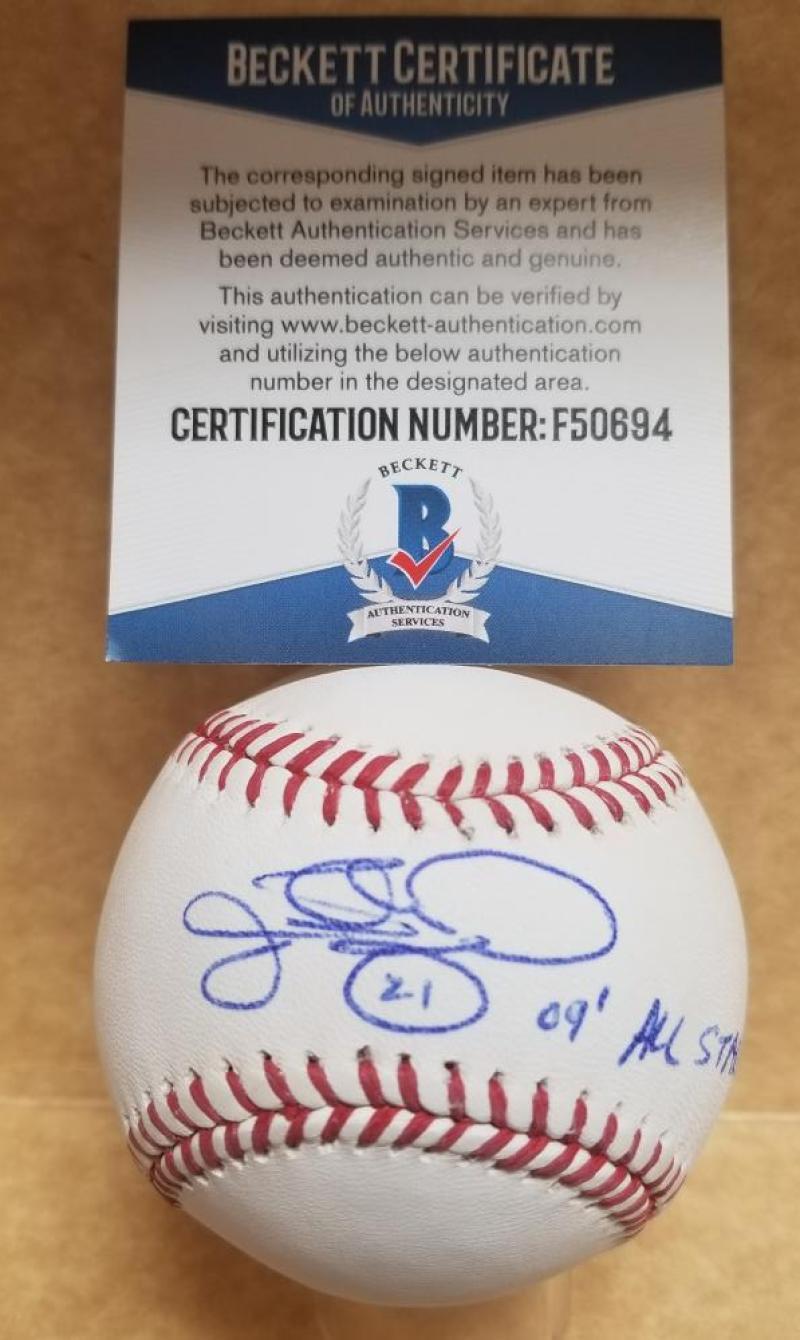 BECKETT CERTIFICATE
OF AUTHENTICITY
The corresponding signed item has been
subjected to examination by an expert from
Beckett Authentication Services and has
been deemed authentic and genuine.
This authentication can be verified by
visiting www.beckett-authentication.com
and utilizing the below authentication
number in the designated area.
CERTIFICATION NUMBER: F50694
BECKETT
B
AUTHENTICATION
SERVICES
21
09' ALL STA